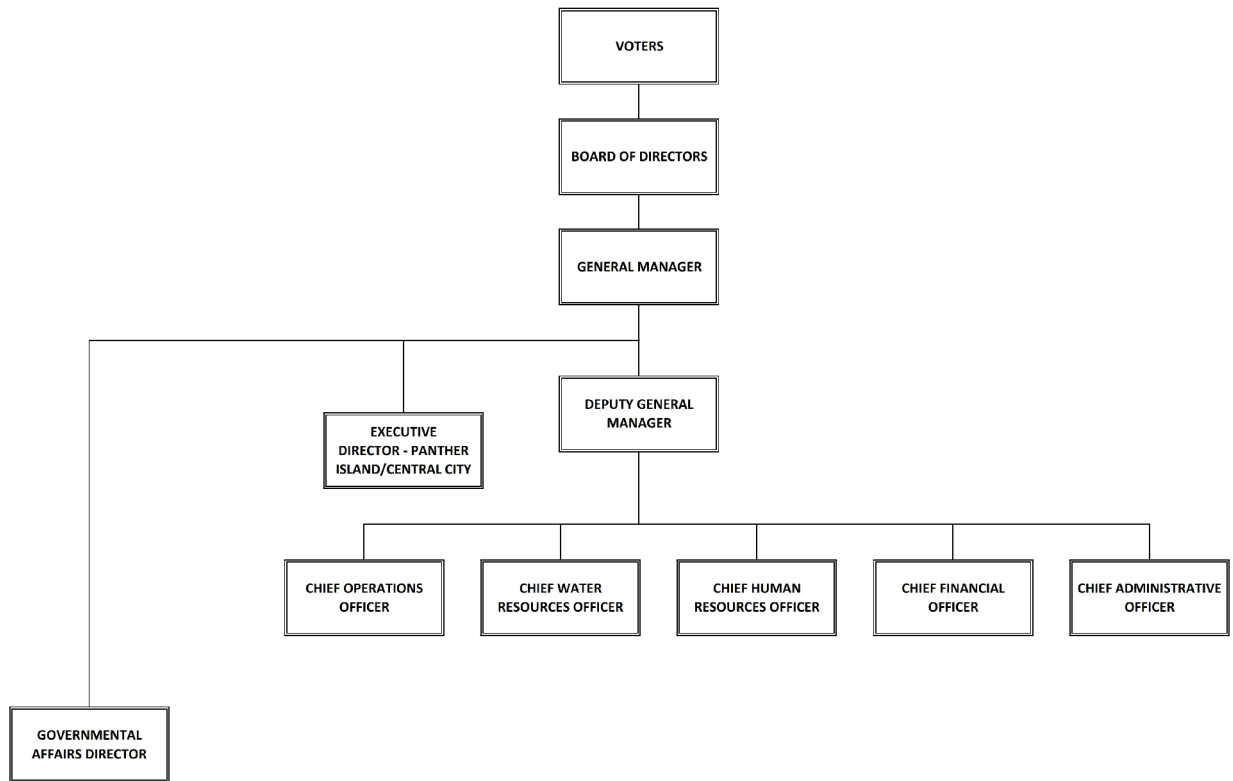 VOTERS
BOARD OF DIRECTORS
GENERAL MANAGER
DEPUTY GENERAL
MANAGER
EXECUTIVE
DIRECTOR - PANTHER
ISLAND/CENTRAL CITY
CHIEF OPERATIONS
OFFICER
CHIEF WATER
RESOURCES OFFICER
CHIEF HUMAN
RESOURCES OFFICER
CHIEF FINANCIAL
OFFICER
CHIEF ADMINISTRATIVE
OFFICER
GOVERNMENTAL
AFFAIRS DIRECTOR